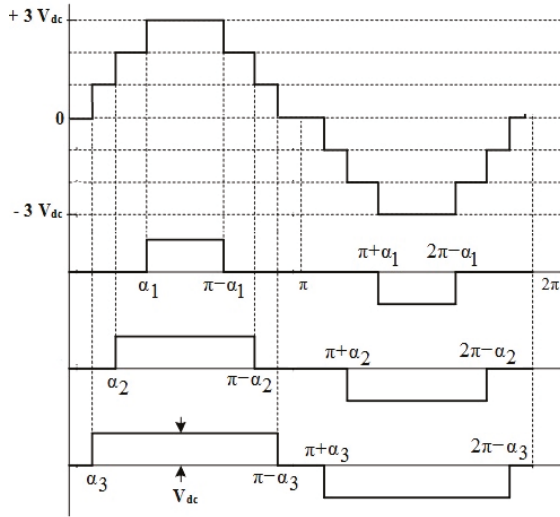 + 3 Vdc
0
- 3 Vdc
π+α1 2π−α1
α1 π−α1 π 2π
π+α2 2π−α2
α2 π−α2
π+α3 2π−α3
α3 π−α3
Vdc